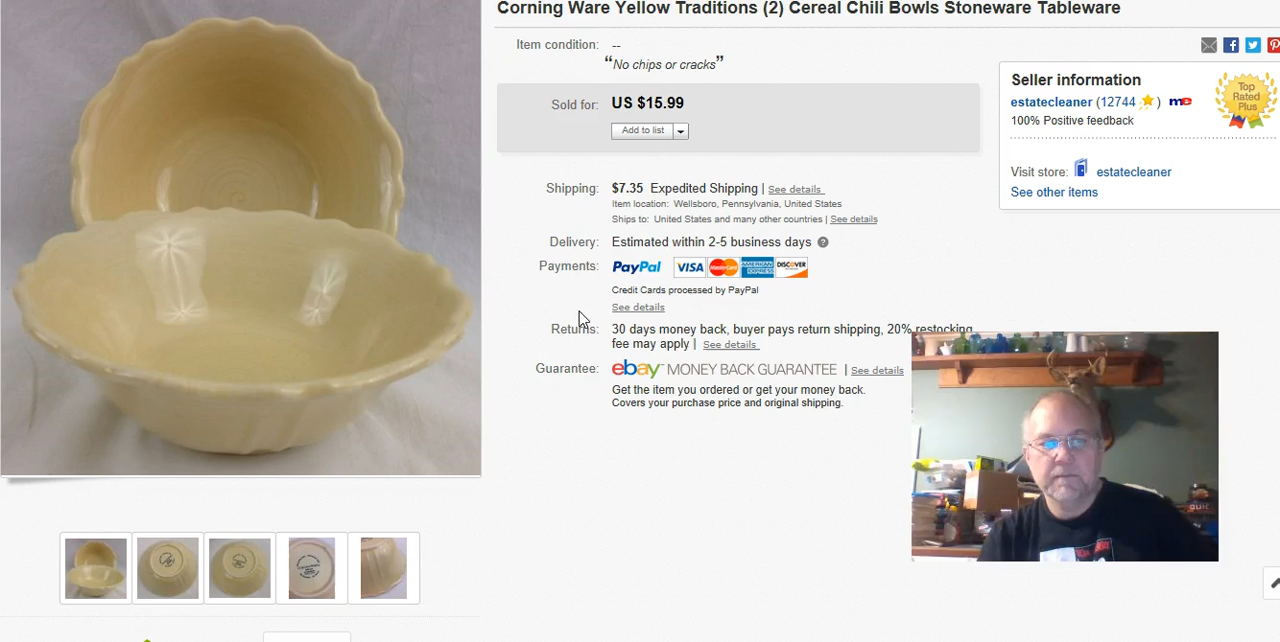 Corning Ware Yellow Traditions (2) Cereal Chili Bowls Stoneware Tableware
Item condition: --
“No chips or cracks”
Sold for: US $15.99
Add to list
Shipping: $7.35 Expedited Shipping | See details
Item location: Wellsboro, Pennsylvania, United States
Ships to: United States and many other countries | See details
Delivery: Estimated within 2-5 business days ?
Payments: PayPal VISA MasterCard AMERICAN EXPRESS DISCOVER
Credit Cards processed by PayPal
See details
Returns: 30 days money back, buyer pays return shipping, 20% restocking
fee may apply | See details
Guarantee: ebay MONEY BACK GUARANTEE | See details
Get the item you ordered or get your money back.
Covers your purchase price and original shipping.
Seller information
estatecleaner (12744 ) me
100% Positive feedback
Top Rated Plus
Visit store: estatecleaner
See other items